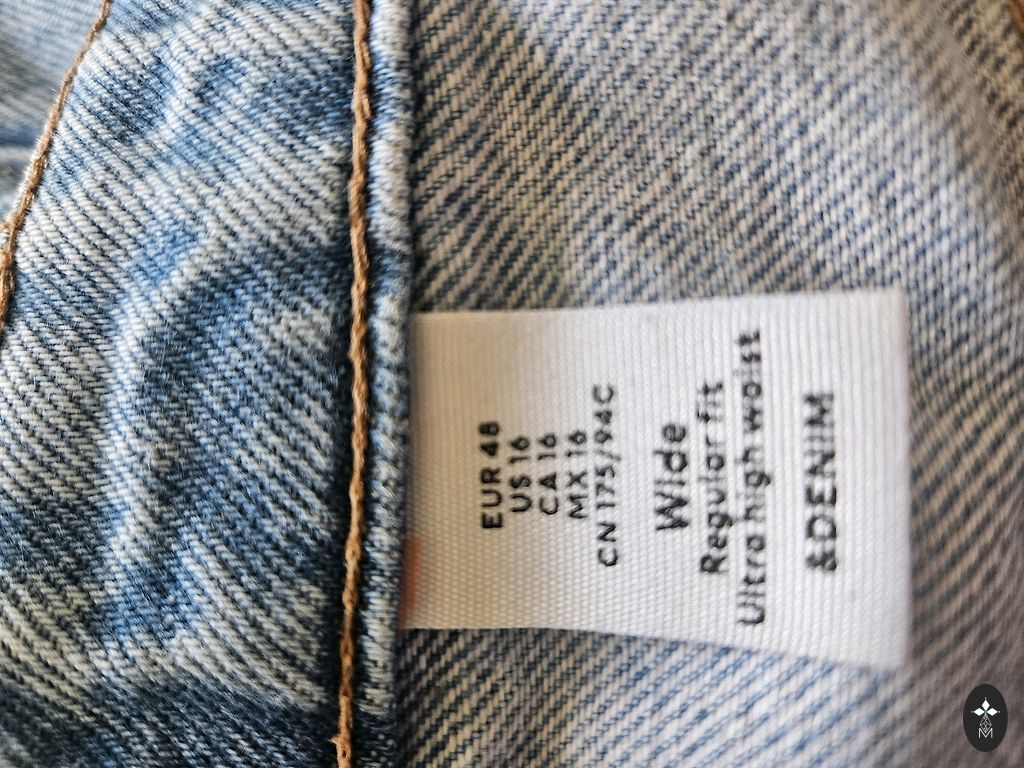 EUR 48
US 16
CA 16
MX 16
CN 175/94C
Wide
Regular fit
Ultra high waist
&DENIM